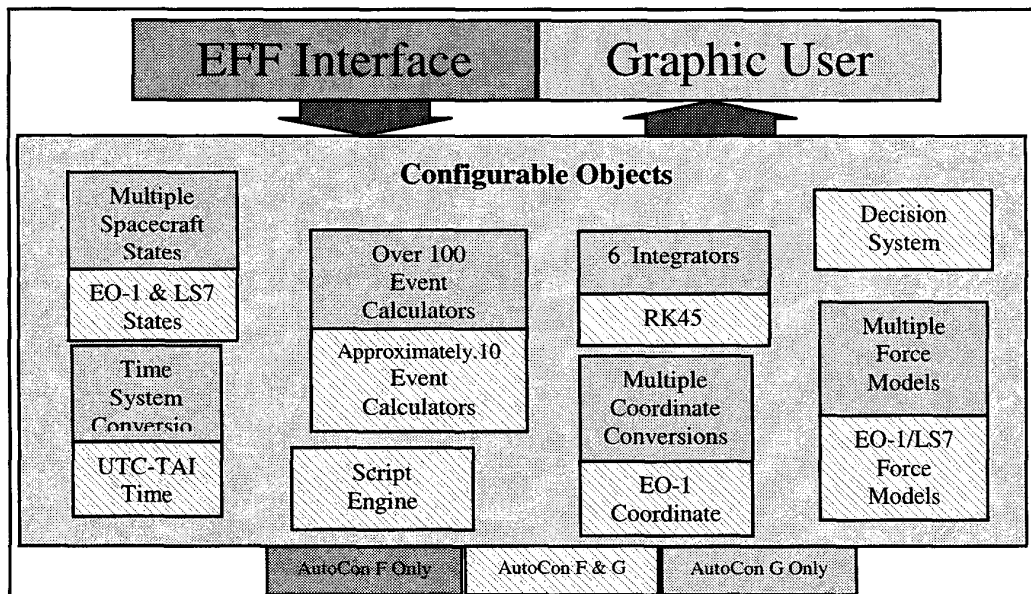 EFF Interface
Graphic User
Configurable Objects
Multiple
Spacecraft
States
EO-1 & LS7
States
Time
System
Conversio
UTC-TAI
Time
Over 100
Event
Calculators
Approximately.10
Event
Calculators
Script
Engine
6 Integrators
RK45
Multiple
Coordinate
Conversions
EO-1
Coordinate
Decision
System
Multiple
Force
Models
EO-1/LS7
Force
Models
AutoCon F Only
AutoCon F & G
AutoCon G Only